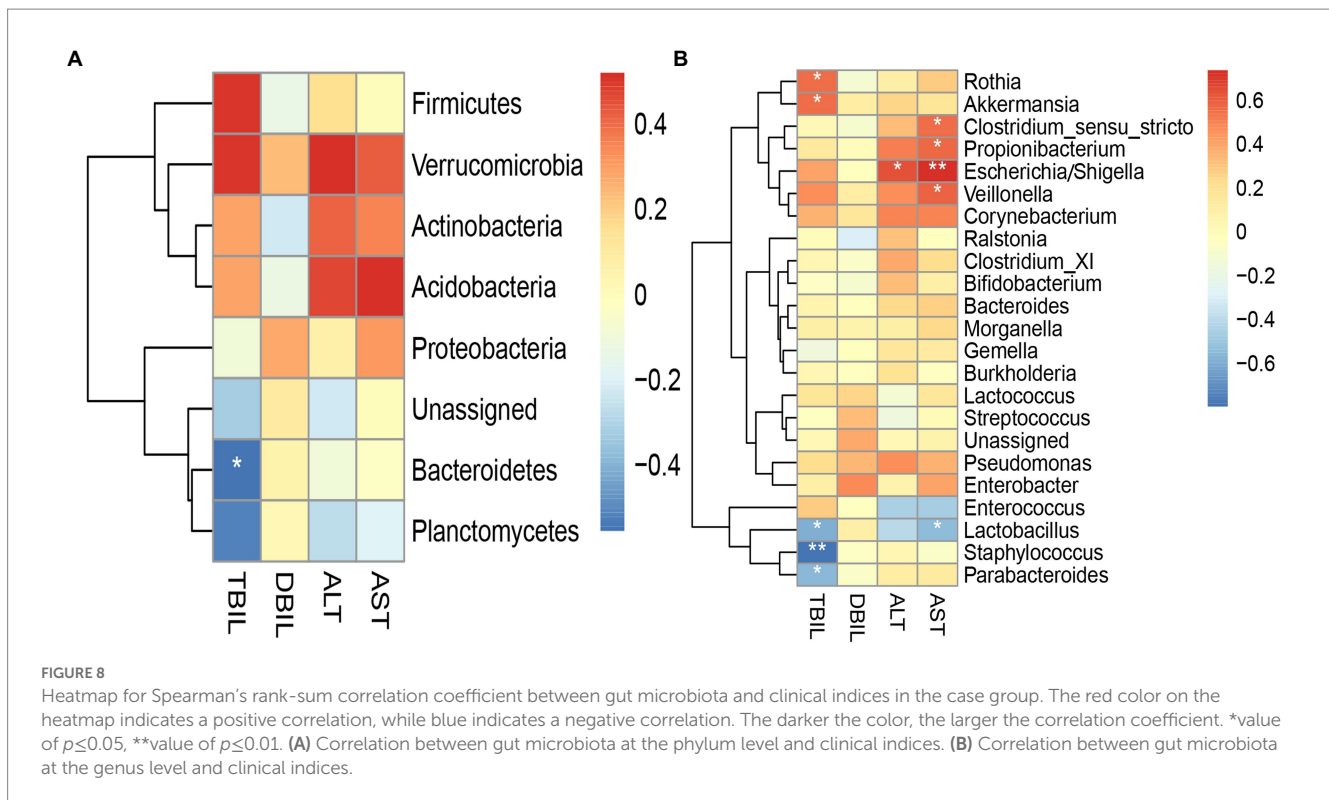 A
Firmicutes
Verrucomicrobia
Actinobacteria
Acidobacteria
Proteobacteria
Unassigned
Bacteroidetes
*
Planctomycetes
TBIL
DBIL
ALT
AST
0.4
0.2
0
−0.2
−0.4
B
* Rothia
* Akkermansia
* Clostridium_sensu_stricto
* Propionibacterium
* ** Escherichia/Shigella
* Veillonella
Corynebacterium
Ralstonia
Clostridium_XI
Bifidobacterium
Bacteroides
Morganella
Gemella
Burkholderia
Lactococcus
Streptococcus
Unassigned
Pseudomonas
Enterobacter
Enterococcus
* * Lactobacillus
** Staphylococcus
* Parabacteroides
TBIL
DBIL
ALT
AST
0.6
0.4
0.2
0
−0.2
−0.4
−0.6
FIGURE 8
Heatmap for Spearman's rank-sum correlation coefficient between gut microbiota and clinical indices in the case group. The red color on the
heatmap indicates a positive correlation, while blue indicates a negative correlation. The darker the color, the larger the correlation coefficient. *value
of p≤0.05, **value of p≤0.01. (A) Correlation between gut microbiota at the phylum level and clinical indices. (B) Correlation between gut microbiota
at the genus level and clinical indices.